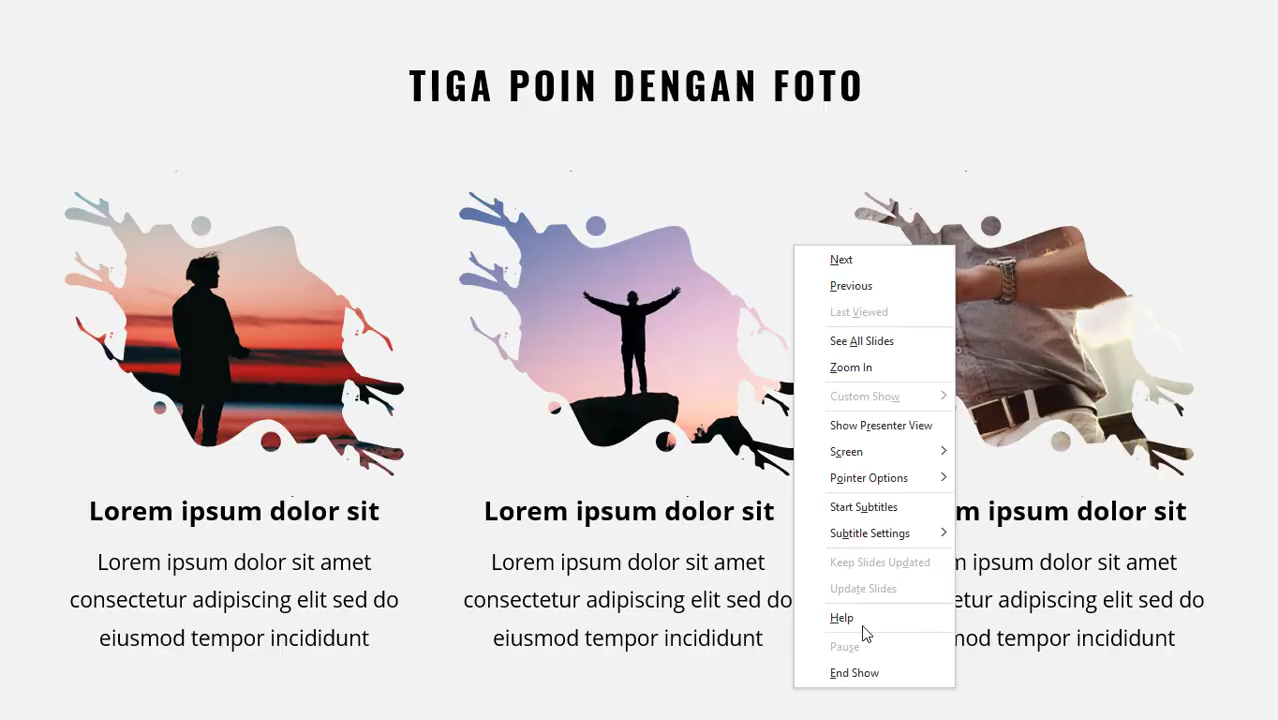 TIGA POIN DENGAN FOTO
Lorem ipsum dolor sit
Lorem ipsum dolor sit amet
consectetur adipiscing elit sed do
eiusmod tempor incididunt
Lorem ipsum dolor sit
Lorem ipsum dolor sit amet
consectetur adipiscing elit sed do
eiusmod tempor incididunt
Next
Previous
Last Viewed
See All Slides
Zoom In
Custom Show
Show Presenter View
Screen
Pointer Options
Start Subtitles
Subtitle Settings
Keep Slides Updated
Update Slides
Help
Pause
End Show
ipsum dolor sit
ipsum dolor sit amet
adipiscing elit sed do
tempor incididunt